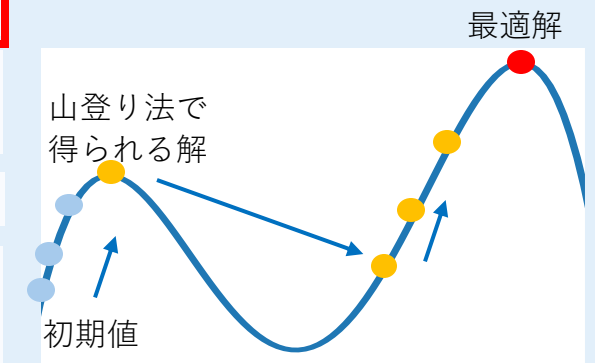 最適解
山登り法で
得られる解
初期値